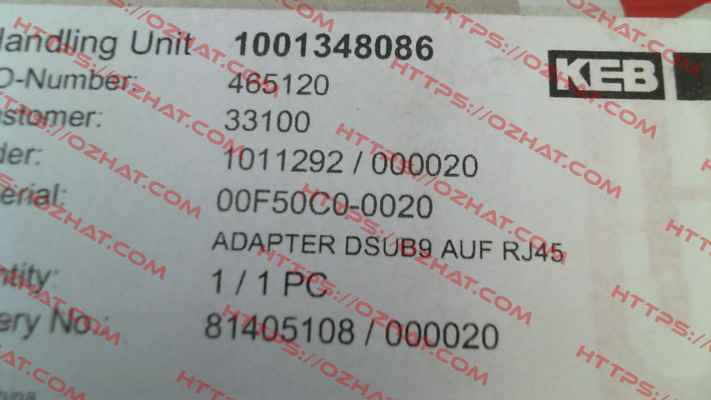 Handling Unit 1001348086
O-Number: 465120
ustomer: 33100
der: 1011292 / 000020
erial: 00F50C0-0020
ADAPTER DSUB9 AUF RJ45
ntity: 1 / 1 PC
ery No.: 81405108 / 000020
KEB
HTTPS://OZHAT.COM